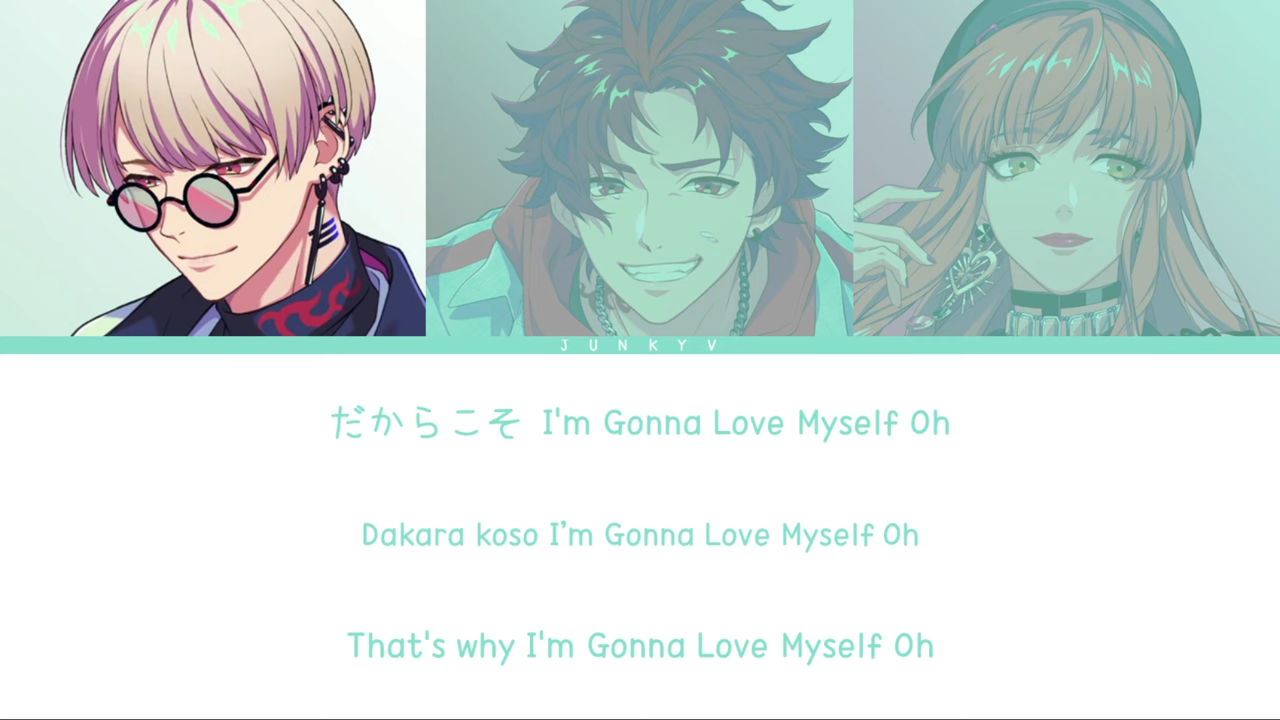 JUNKYV
だからこそ I'm Gonna Love Myself Oh
Dakara koso I’m Gonna Love Myself Oh
That's why I'm Gonna Love Myself Oh